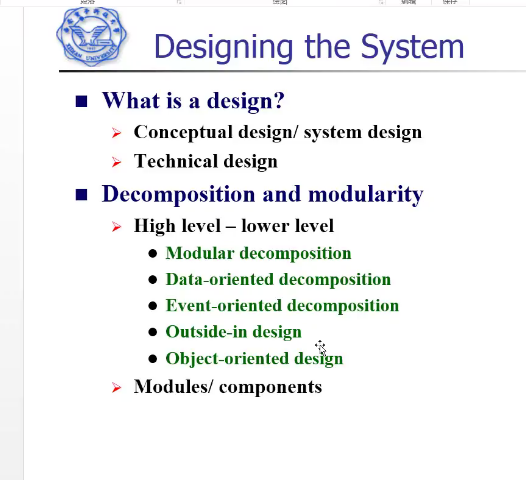 Designing the System
What is a design?
Conceptual design/ system design
Technical design
Decomposition and modularity
High level – lower level
Modular decomposition
Data-oriented decomposition
Event-oriented decomposition
Outside-in design
Object-oriented design
Modules/ components